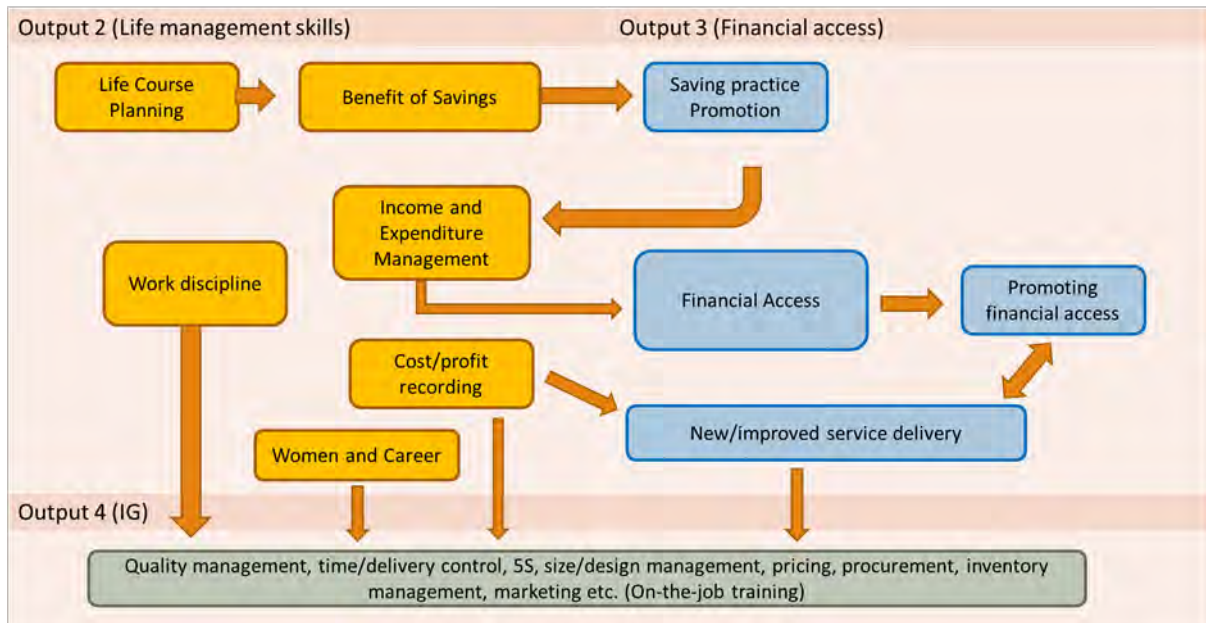 Output 2 (Life management skills)
Output 3 (Financial access)
Life Course
Planning
Benefit of Savings
Saving practice
Promotion
Income and
Expenditure
Management
Work discipline
Financial Access
Promoting
financial access
Cost/profit
recording
New/improved service delivery
Women and Career
Output 4 (IG)
Quality management, time/delivery control, 5S, size/design management, pricing, procurement, inventory
management, marketing etc. (On-the-job training)